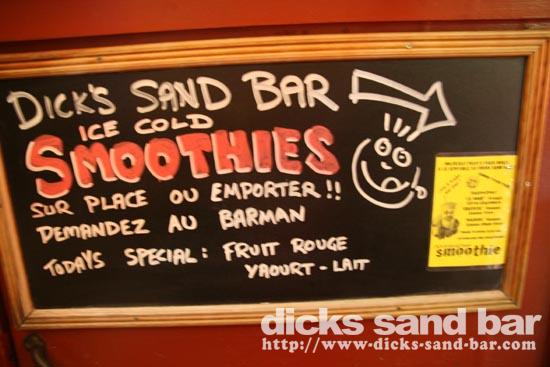 DICK'S SAND BAR
ICE COLD
SMOOTHIES
SUR PLACE OU EMPORTER !!
DEMANDEZ AU BARMAN
TODAYS SPECIAL: FRUIT ROUGE
YAOURT - LAIT
smoothie
dicks sand bar
http://www-dicks-sand-bar.com